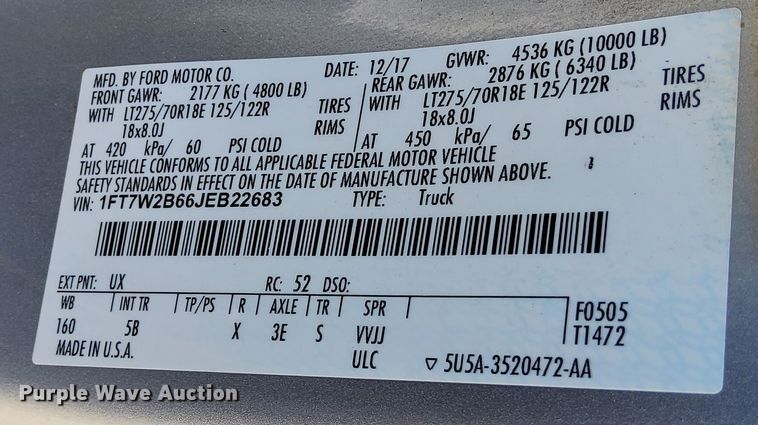 MFD. BY FORD MOTOR CO. DATE: 12/17 GVWR: 4536 KG (10000 LB)
FRONT GAWR: 2177 KG ( 4800 LB) REAR GAWR: 2876 KG ( 6340 LB)
WITH LT275/70R18E 125/122R TIRES WITH LT275/70R18E 125/122R TIRES
18x8.0J RIMS 18x8.0J RIMS
AT 420 kPa/ 60 PSI COLD AT 450 kPa/ 65 PSI COLD
THIS VEHICLE CONFORMS TO ALL APPLICABLE FEDERAL MOTOR VEHICLE
SAFETY STANDARDS IN EFFECT ON THE DATE OF MANUFACTURE SHOWN ABOVE.
VIN: 1FT7W2B66JEB22683 TYPE: Truck
EXT PNT: UX RC: 52 DSO:
WB INT TR TP/PS R AXLE TR SPR F0505
160 5B X 3E S VVJJ T1472
MADE IN U.S.A. ULC ▽ 5U5A-3520472-AA
Purple Wave Auction